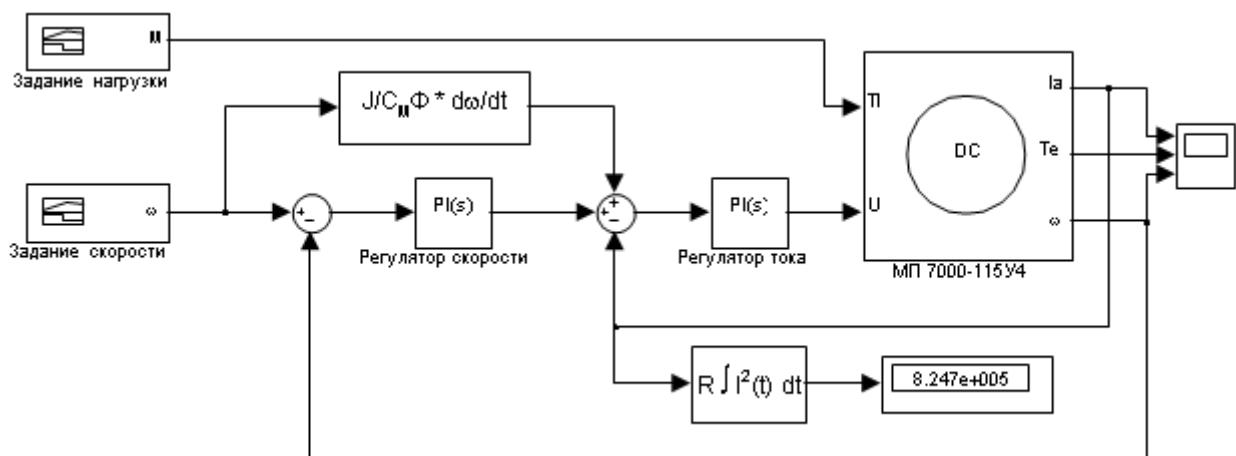 M
Задание нагрузки
J/CмФ * dω/dt
Tl
Ia
DC
Te
ω
PI(s)
PI(s)
U
ω
Задание скорости
Регулятор скорости
Регулятор тока
МП 7000-115У4
R∫I²(t) dt
8.247e+005